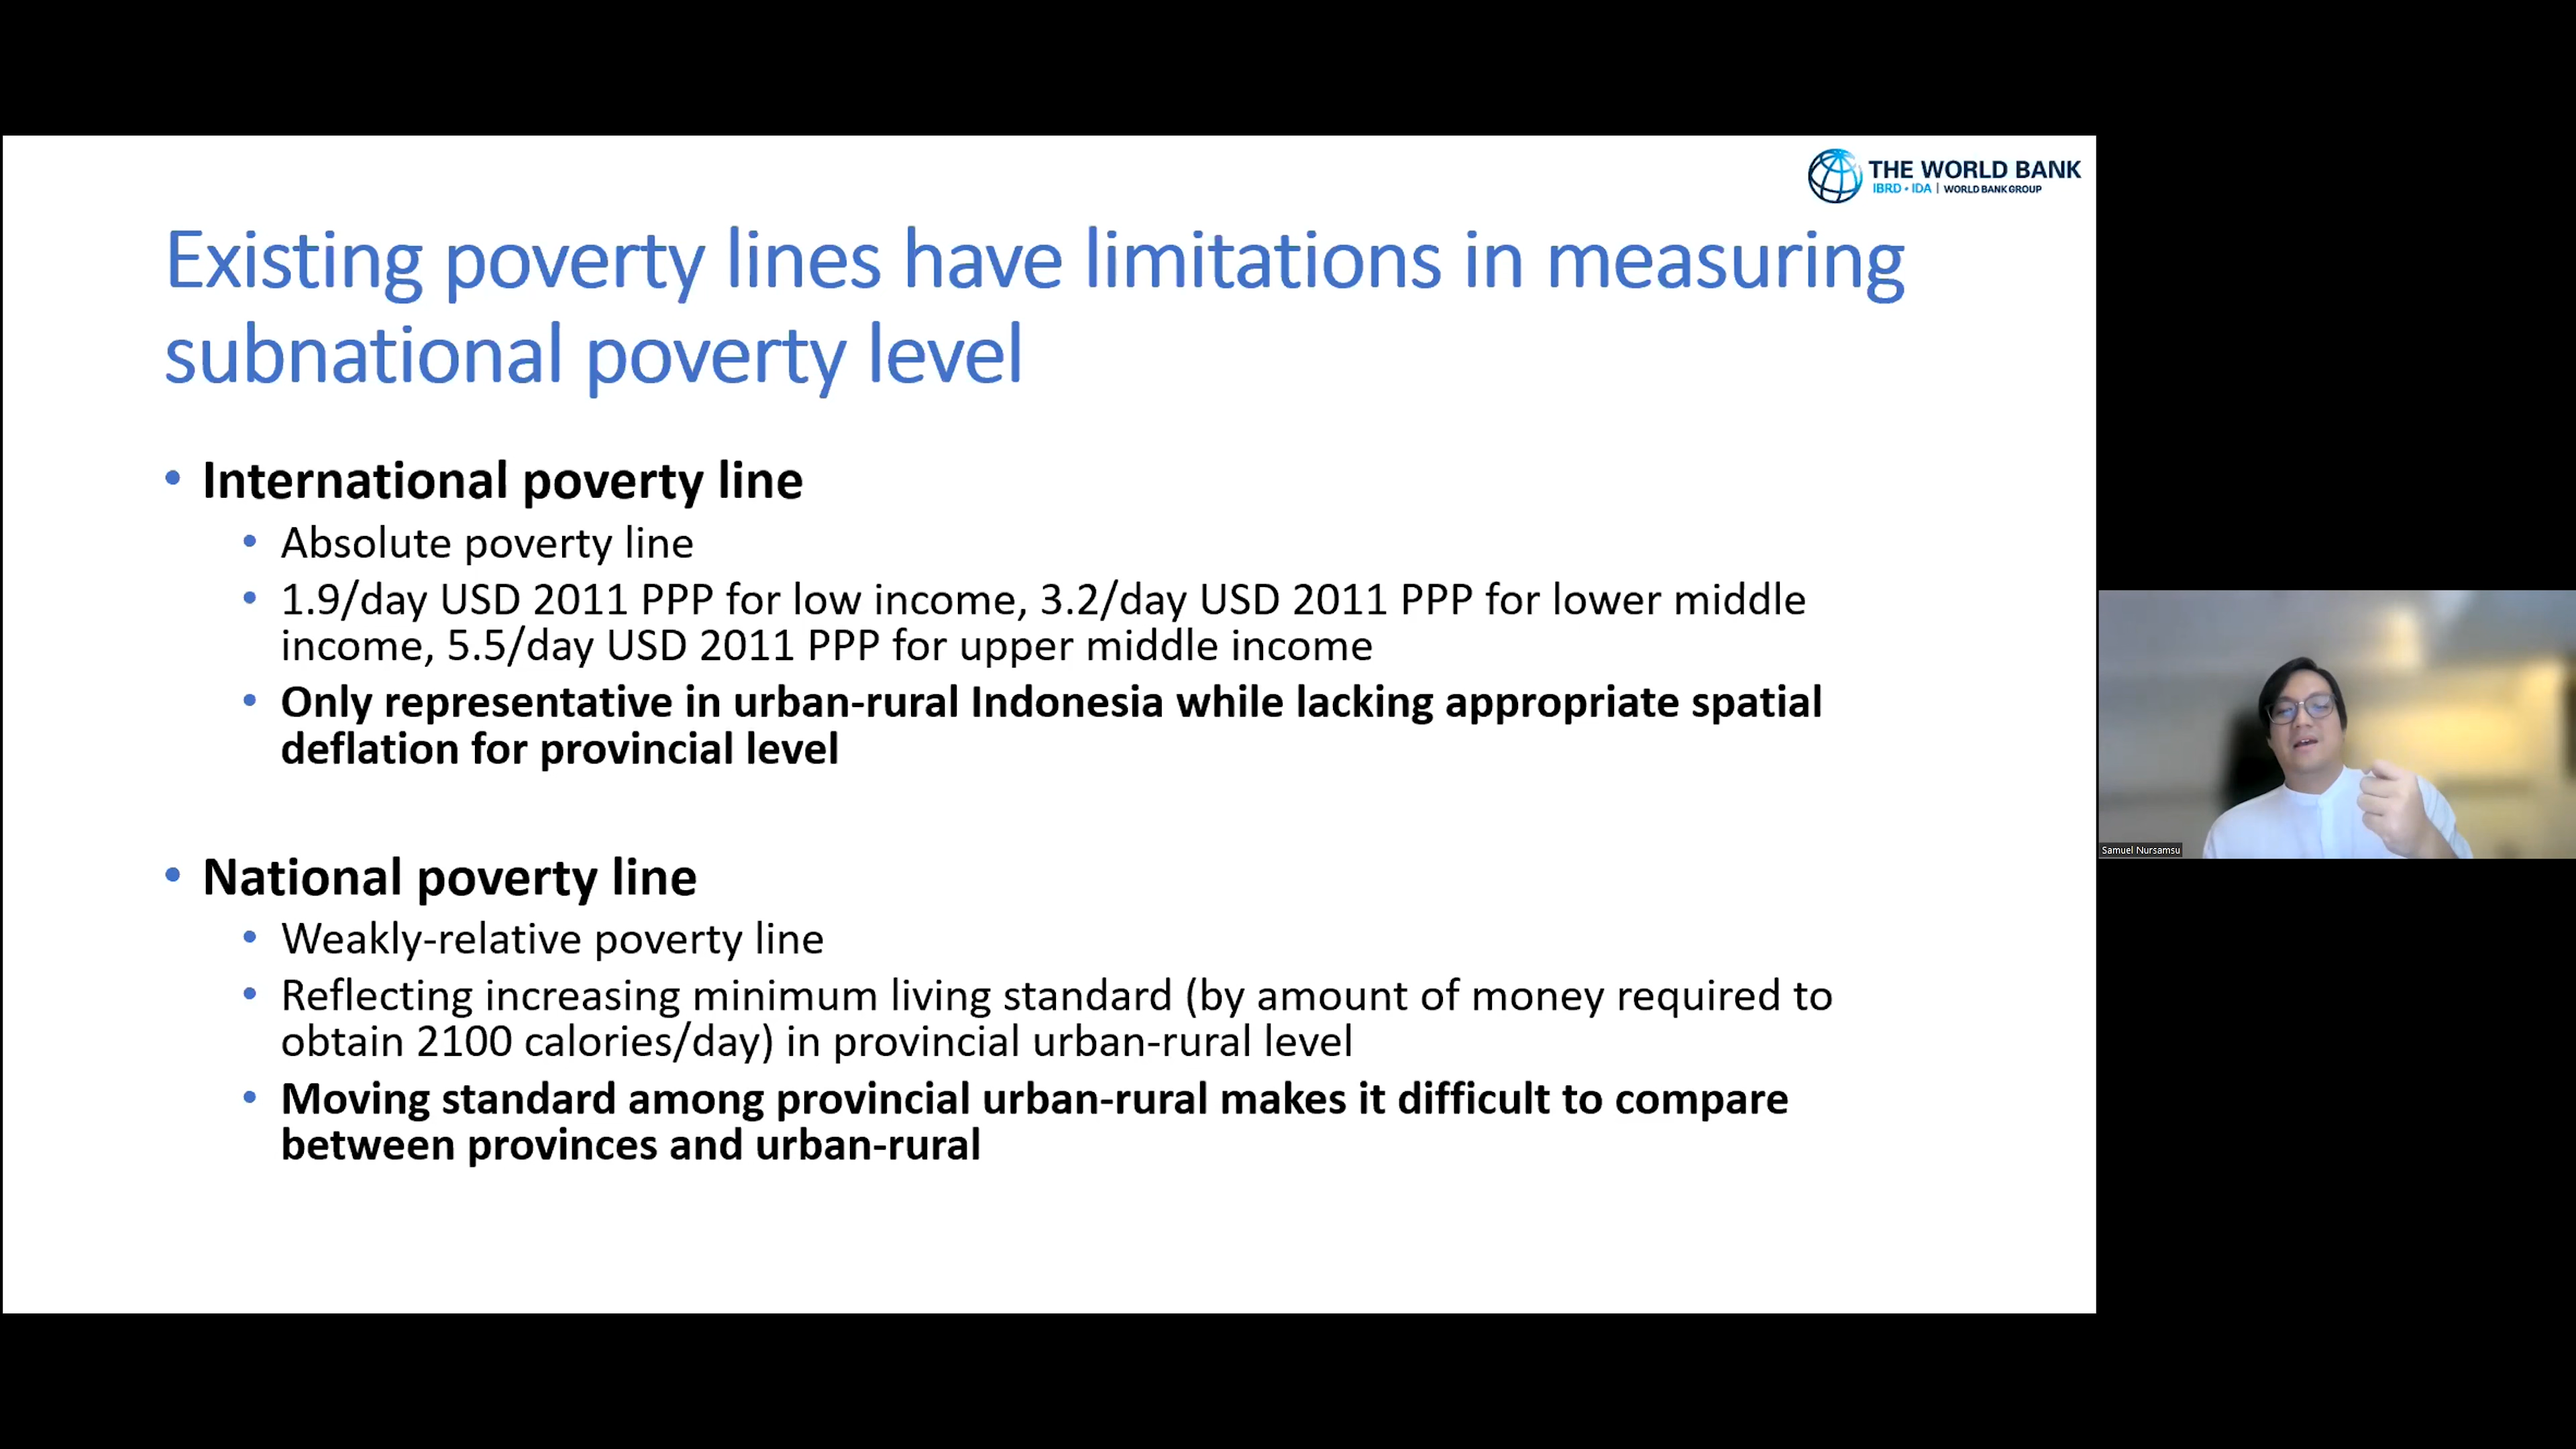 THE WORLD BANK
IBRD • IDA | WORLD BANK GROUP
Existing poverty lines have limitations in measuring
subnational poverty level
• International poverty line
• Absolute poverty line
• 1.9/day USD 2011 PPP for low income, 3.2/day USD 2011 PPP for lower middle
income, 5.5/day USD 2011 PPP for upper middle income
• Only representative in urban-rural Indonesia while lacking appropriate spatial
deflation for provincial level
• National poverty line
• Weakly-relative poverty line
• Reflecting increasing minimum living standard (by amount of money required to
obtain 2100 calories/day) in provincial urban-rural level
• Moving standard among provincial urban-rural makes it difficult to compare
between provinces and urban-rural
Samuel Nursamsu